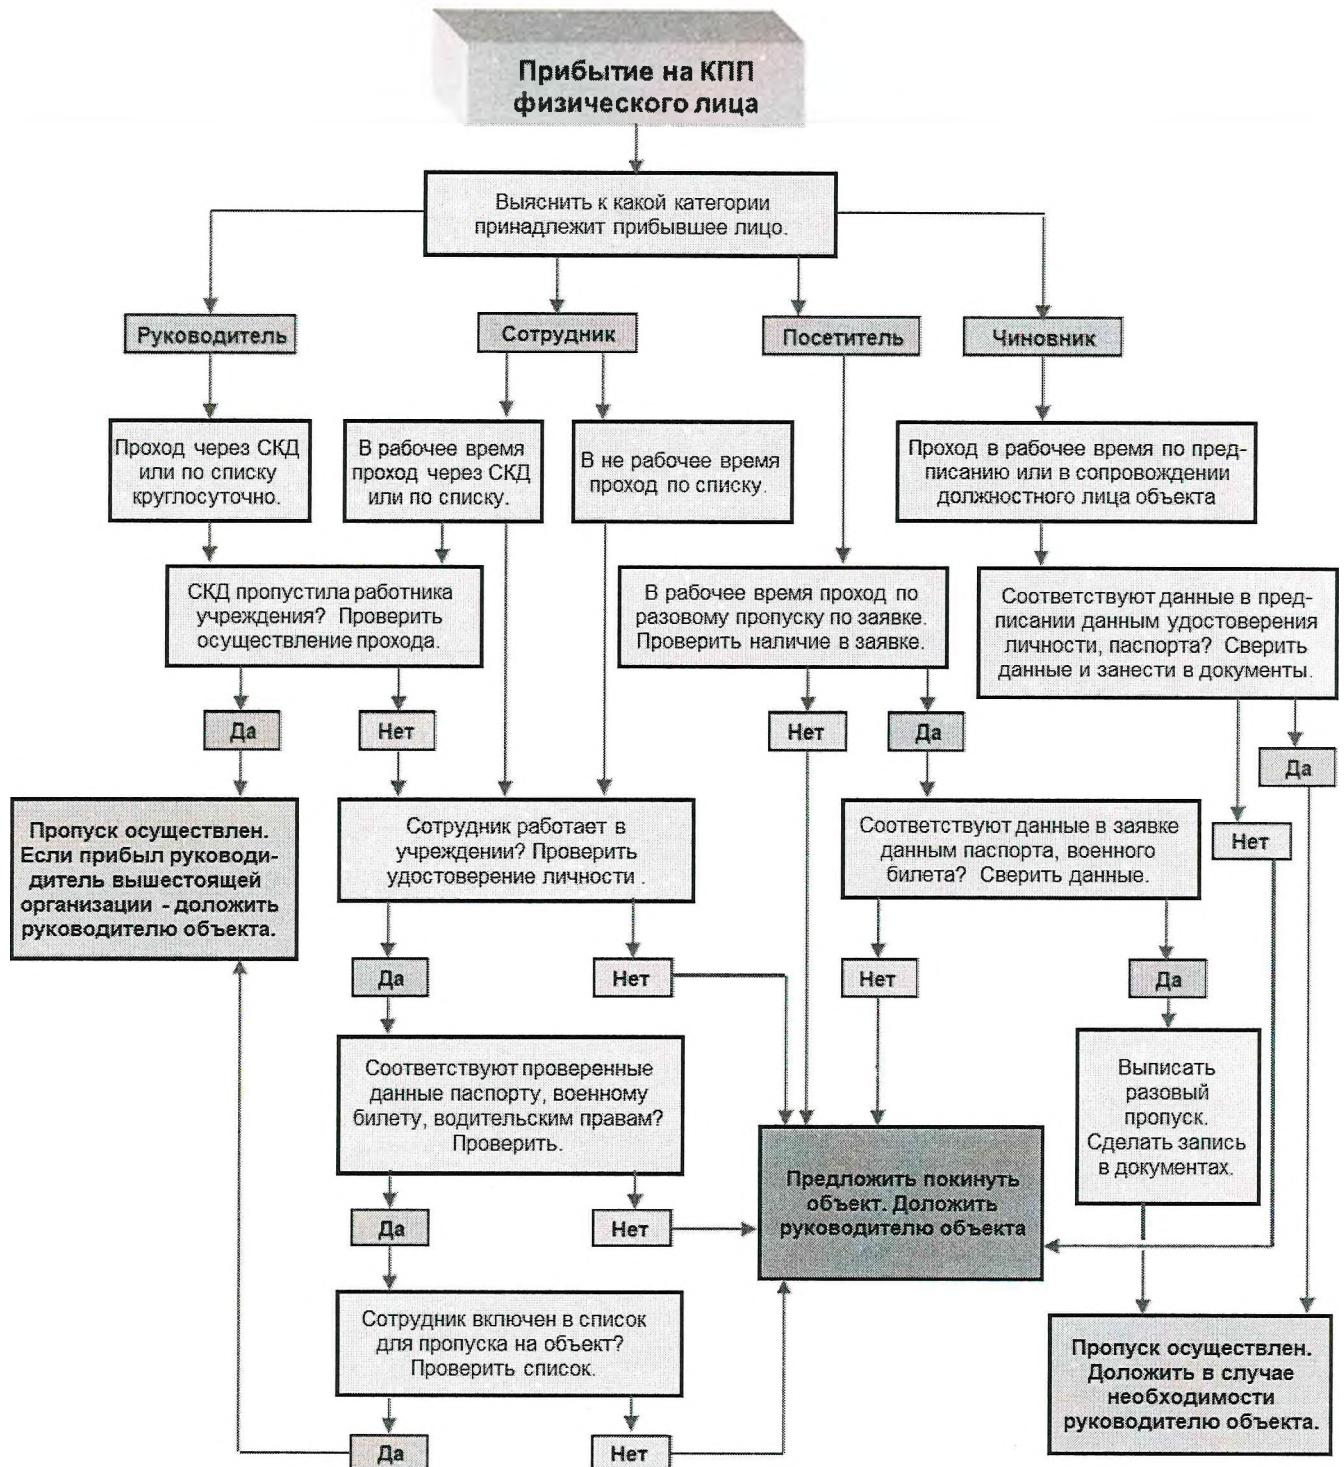 Прибытие на КПП
физического лица
Выяснить к какой категории
принадлежит прибывшее лицо.
Руководитель
Сотрудник
Посетитель
Чиновник
Проход через СКД
или по списку
круглосуточно.
В рабочее время
проход через СКД
или по списку.
В не рабочее время
проход по списку.
Проход в рабочее время по пред-
писанию или в сопровождении
должностного лица объекта
СКД пропустила работника
учреждения? Проверить
осуществление прохода.
В рабочее время проход по
разовому пропуску по заявке.
Проверить наличие в заявке.
Соответствуют данные в пред-
писании данным удостоверения
личности, паспорта? Сверить
данные и занести в документы.
Да
Нет
Нет
Да
Да
Пропуск осуществлен.
Если прибыл руководи-
дитель вышестоящей
организации - доложить
руководителю объекта.
Сотрудник работает в
учреждении? Проверить
удостоверение личности .
Соответствуют данные в заявке
данным паспорта, военного
билета? Сверить данные.
Нет
Да
Нет
Нет
Да
Соответствуют проверенные
данные паспорту, военному
билету, водительским правам?
Проверить.
Выписать
разовый
пропуск.
Сделать запись
в документах.
Предложить покинуть
объект. Доложить
руководителю объекта
Да
Нет
Сотрудник включен в список
для пропуска на объект?
Проверить список.
Пропуск осуществлен.
Доложить в случае
необходимости
руководителю объекта.
Да
Нет